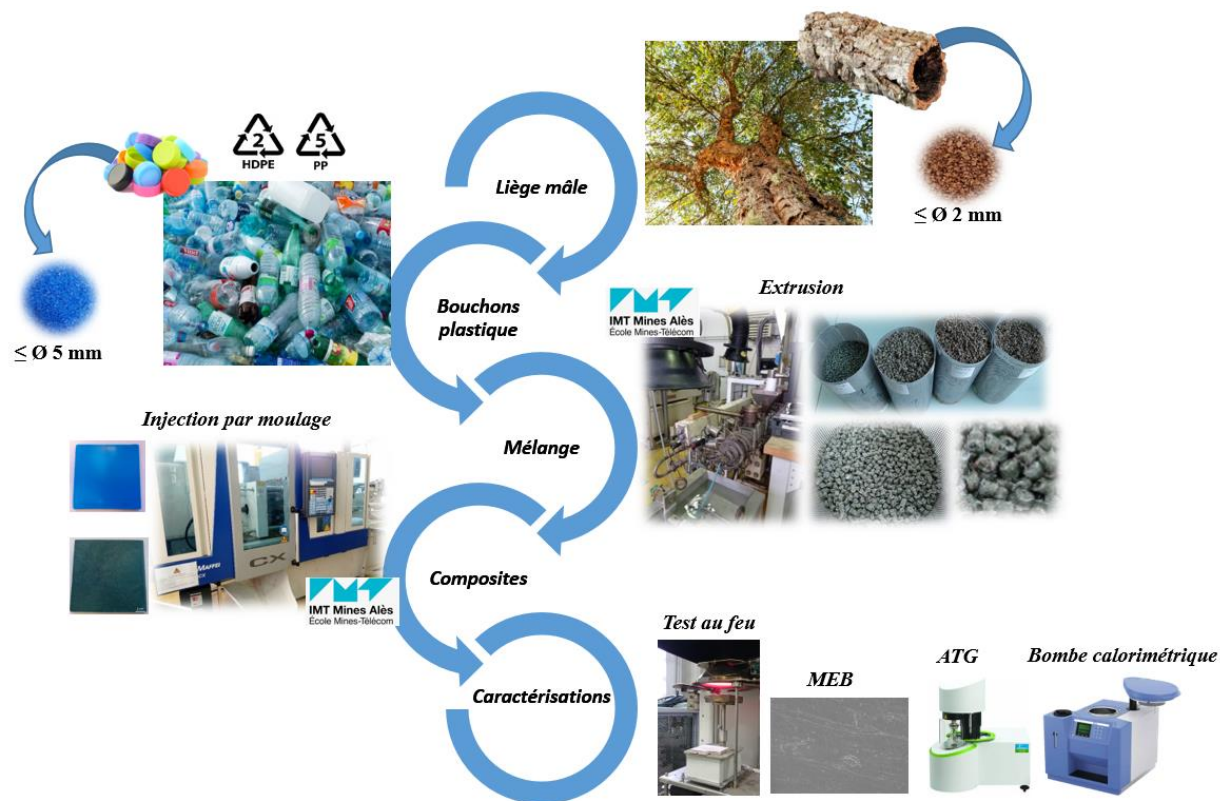 2
HDPE
5
PP
Liège mâle
≤ Ø 2 mm
Bouchons
plastique
≤ Ø 5 mm
IMT Mines Alès
École Mines-Télécom
Extrusion
Injection par moulage
Mélange
CX
Composites
IMT Mines Alès
École Mines-Télécom
Test au feu
MEB
ATG
Bombe calorimétrique
Caractérisations